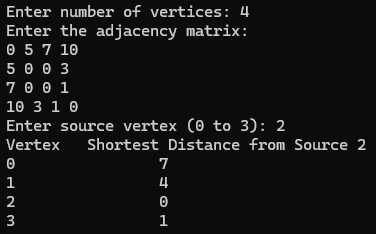 Enter number of vertices: 4
Enter the adjacency matrix:
0 5 7 10
5 0 0 3
7 0 0 1
10 3 1 0
Enter source vertex (0 to 3): 2
Vertex   Shortest Distance from Source 2
0                7
1                4
2                0
3                1